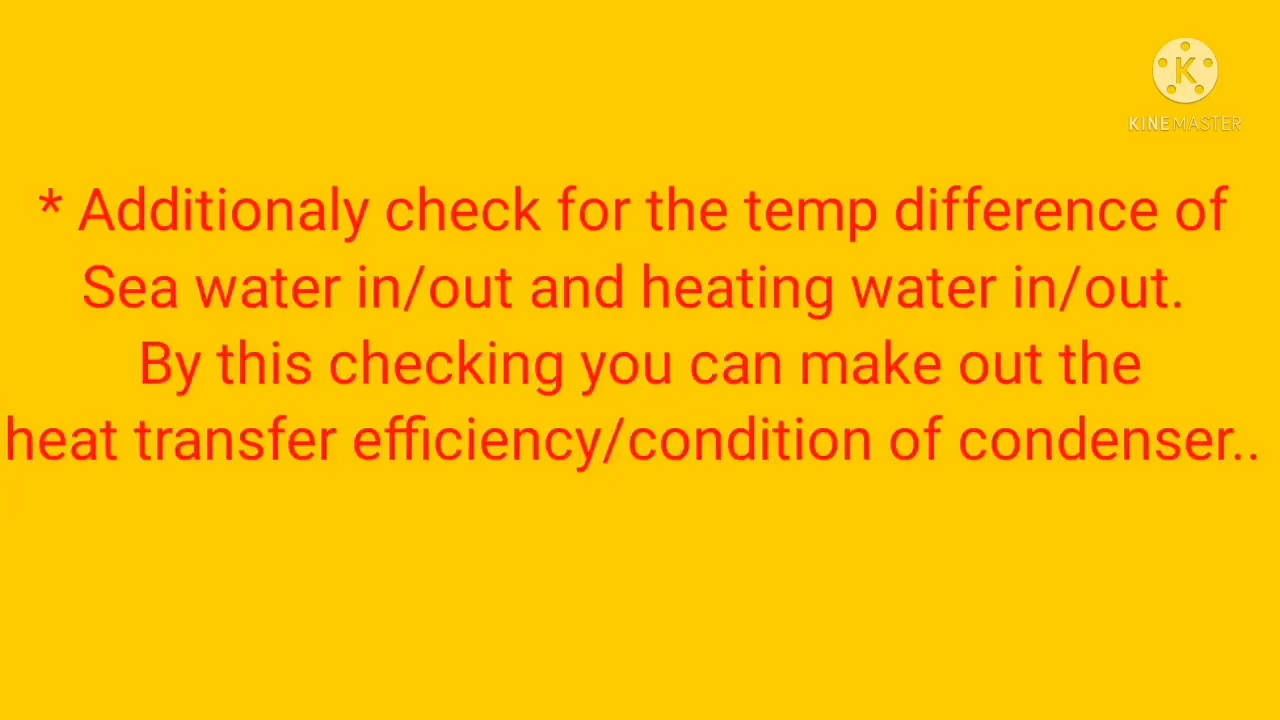 K
KINEMASTER
* Additionaly check for the temp difference of
Sea water in/out and heating water in/out.
By this checking you can make out the
heat transfer efficiency/condition of condenser..